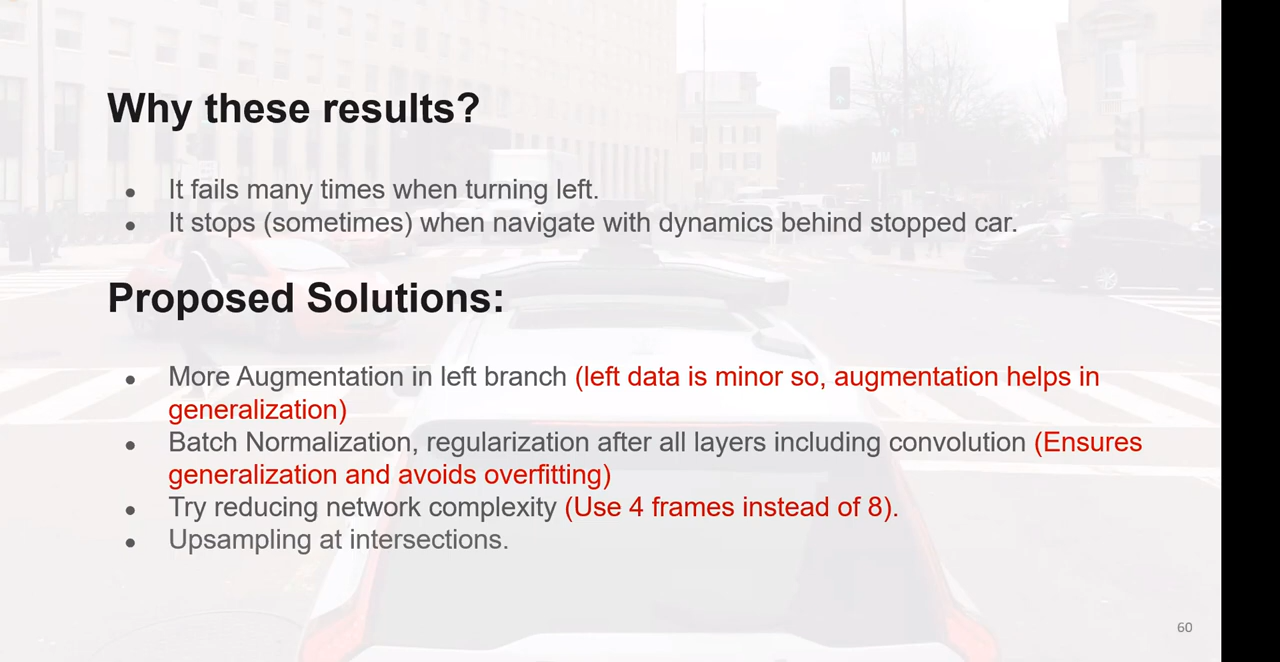 Why these results?
● It fails many times when turning left.
● It stops (sometimes) when navigate with dynamics behind stopped car.
Proposed Solutions:
● More Augmentation in left branch (left data is minor so, augmentation helps in
generalization)
● Batch Normalization, regularization after all layers including convolution (Ensures
generalization and avoids overfitting)
● Try reducing network complexity (Use 4 frames instead of 8).
● Upsampling at intersections.
60